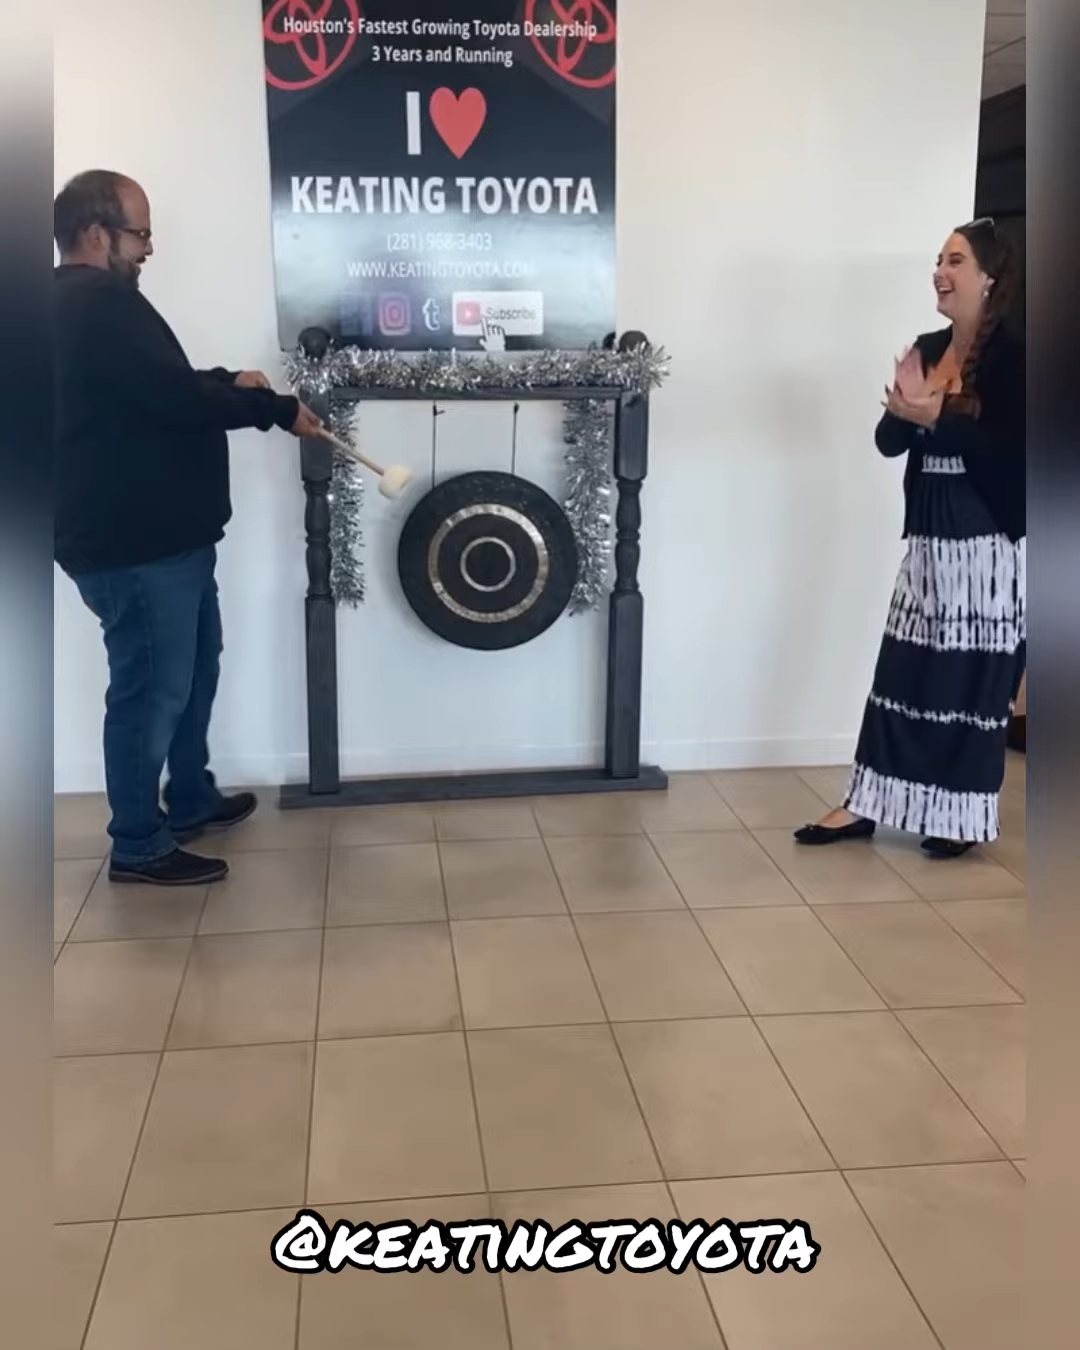 Houston's Fastest Growing Toyota Dealership
3 Years and Running
I
KEATING TOYOTA
(281) 968-3403
WWW.KEATINGTOYOTA.COM
t Subscribe
@KEATINGTOYOTA